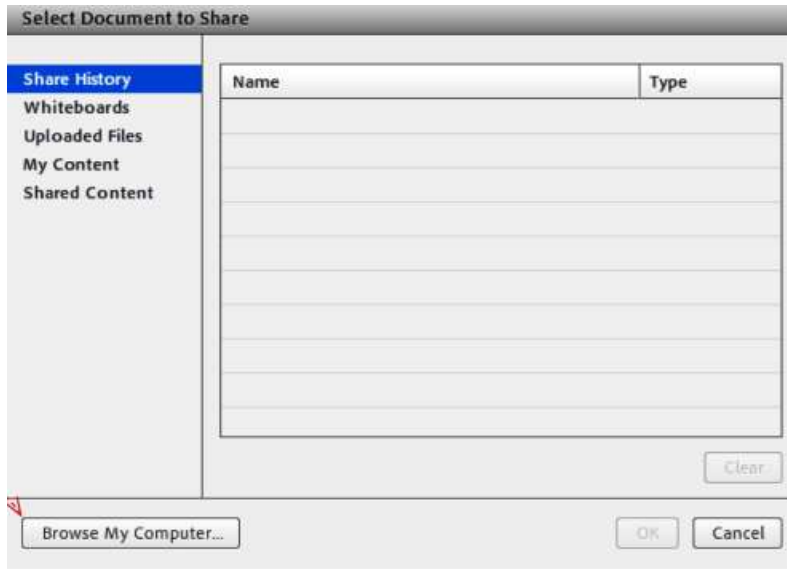 Select Document to Share
Share History
Whiteboards
Uploaded Files
My Content
Shared Content
Name Type
Clear
Browse My Computer... OK Cancel